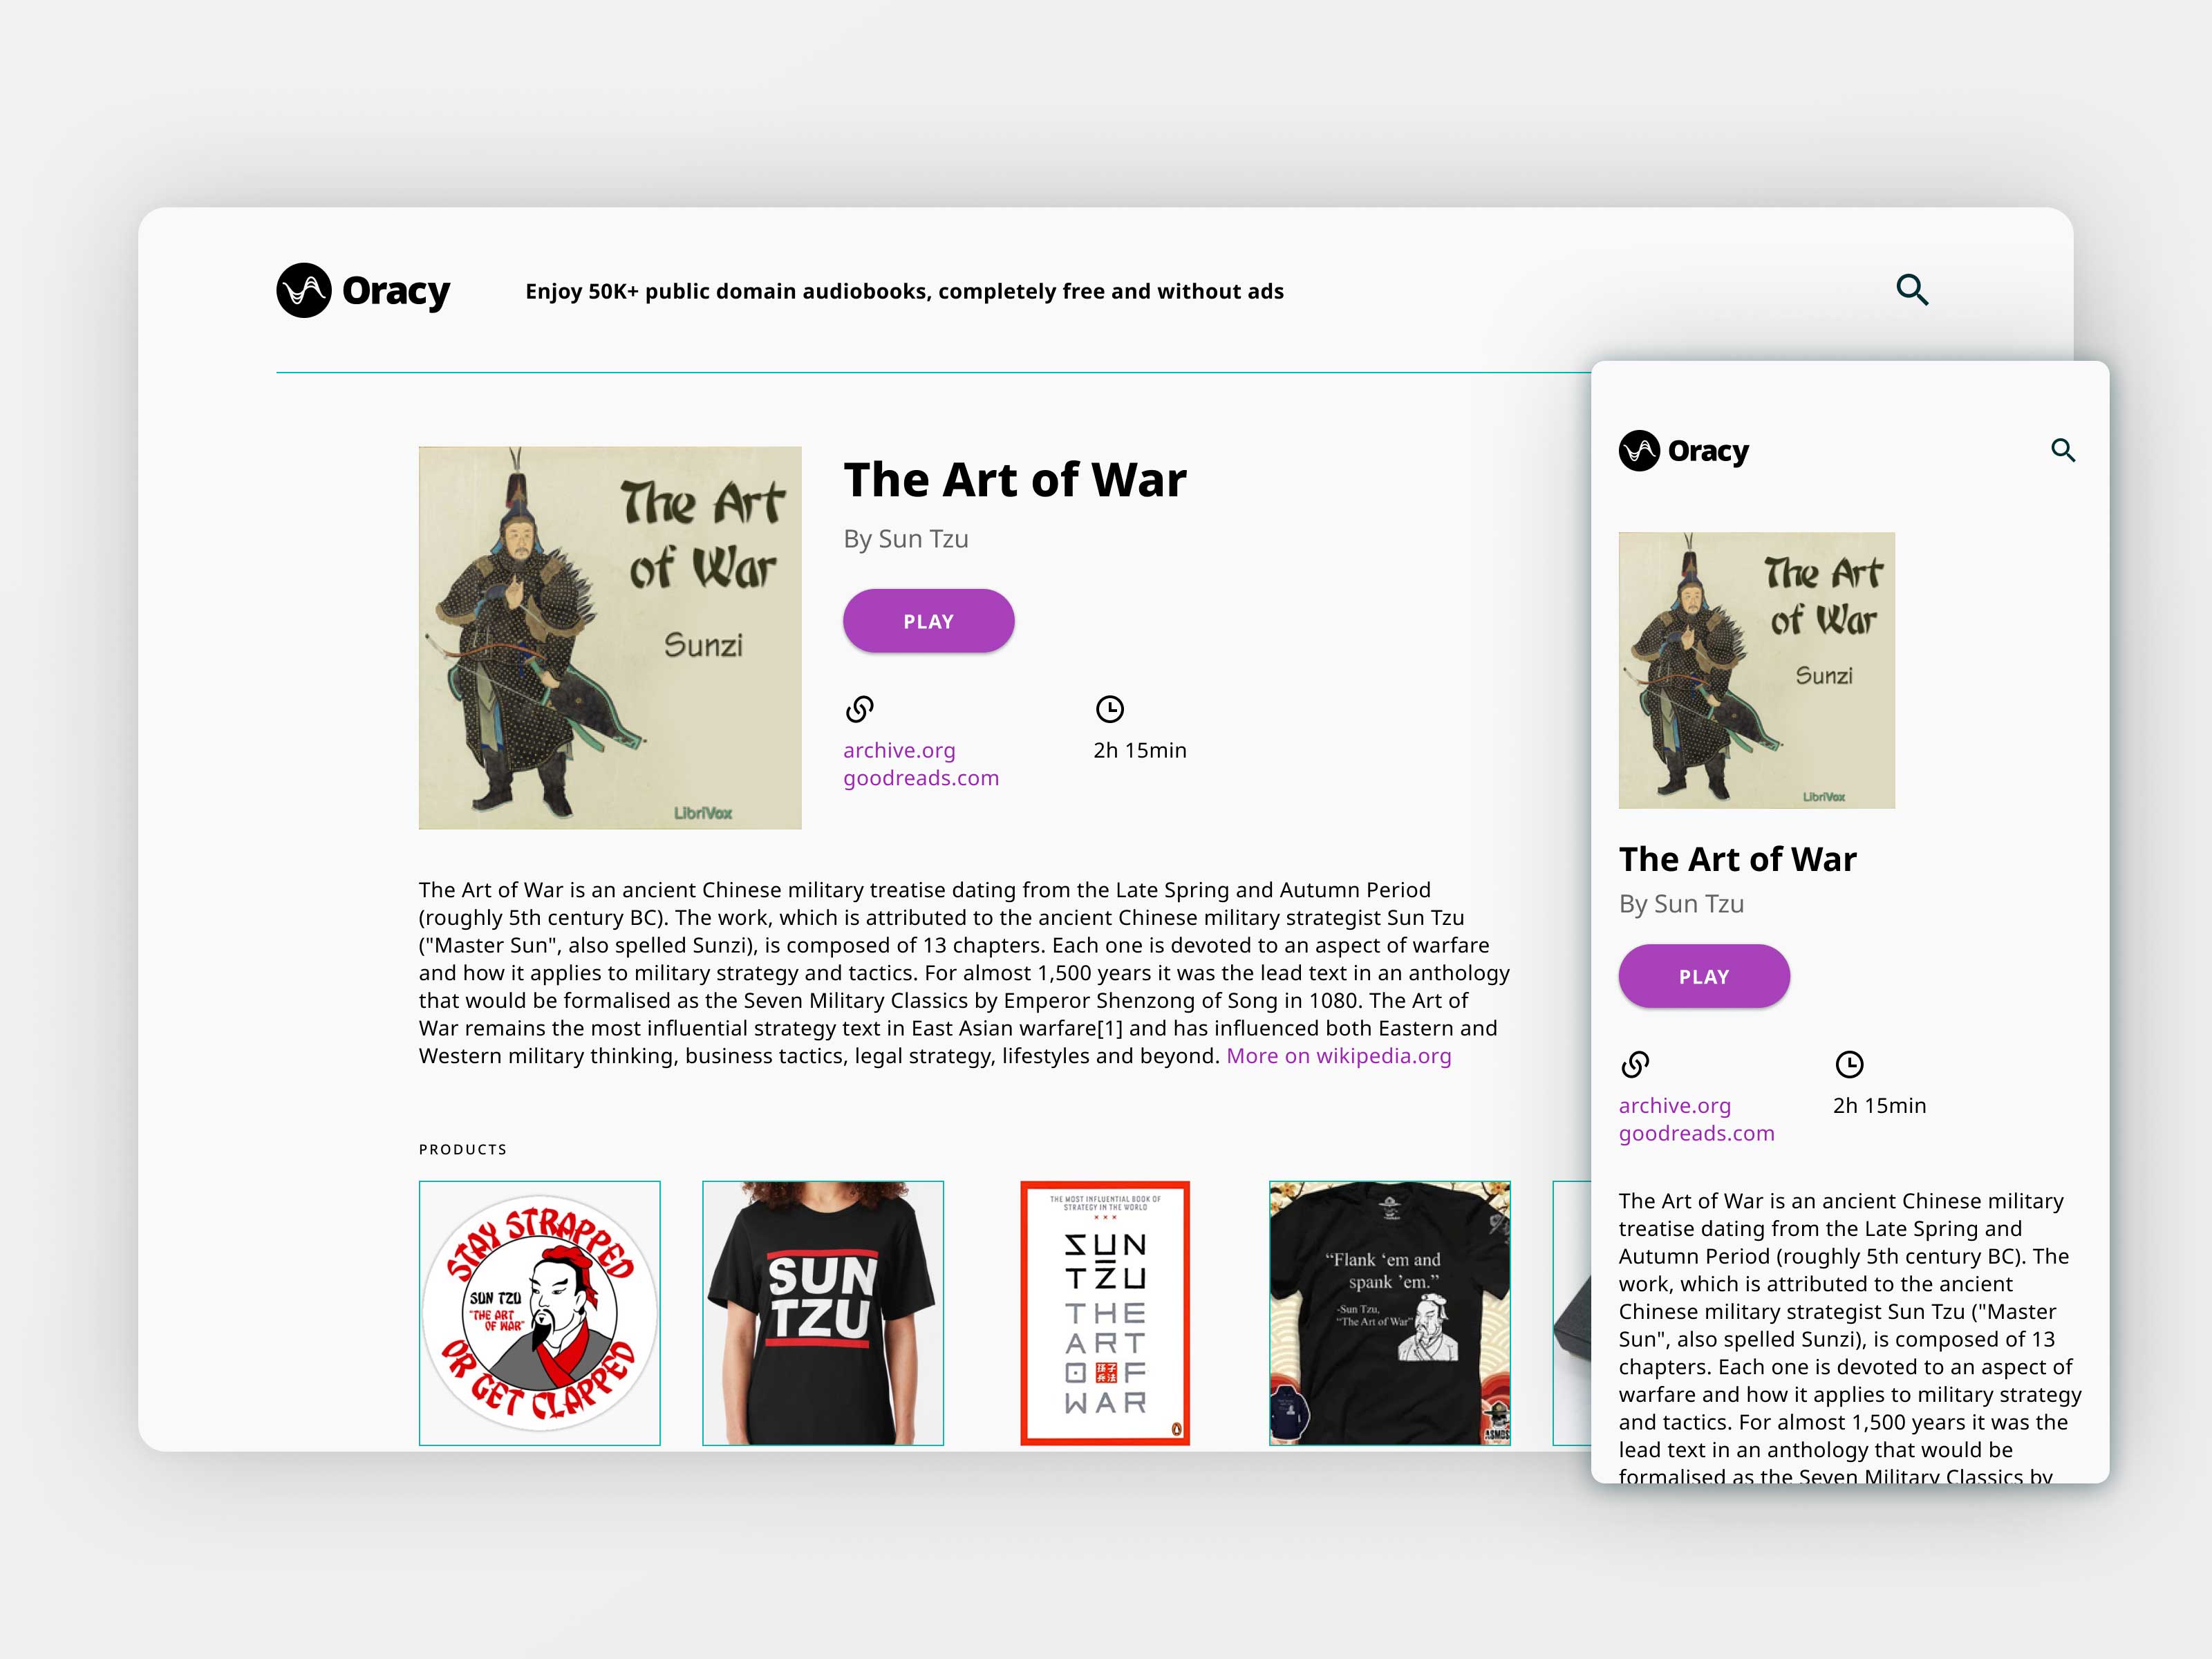 Oracy
Enjoy 50K+ public domain audiobooks, completely free and without ads
The Art
of War
Sunzi
LibriVox
The Art of War
By Sun Tzu
PLAY
archive.org
goodreads.com
2h 15min
The Art of War is an ancient Chinese military treatise dating from the Late Spring and Autumn Period
(roughly 5th century BC). The work, which is attributed to the ancient Chinese military strategist Sun Tzu
("Master Sun", also spelled Sunzi), is composed of 13 chapters. Each one is devoted to an aspect of warfare
and how it applies to military strategy and tactics. For almost 1,500 years it was the lead text in an anthology
that would be formalised as the Seven Military Classics by Emperor Shenzong of Song in 1080. The Art of
War remains the most influential strategy text in East Asian warfare[1] and has influenced both Eastern and
Western military thinking, business tactics, legal strategy, lifestyles and beyond. More on wikipedia.org
PRODUCTS
STAY STRAPPED
SUN TZU
"THE ART
OF WAR"
OR GET CLAPPED
SUN
TZU
THE MOST INFLUENTIAL BOOK OF
STRATEGY IN THE WORLD
SUN
TZU
THE
ART
OF
孫子
兵法
WAR
“Flank ‘em and
spank ’em.”
-Sun Tzu,
“The Art of War”
ASMDSS
Oracy
The Art
of War
Sunzi
LibriVox
The Art of War
By Sun Tzu
PLAY
archive.org
goodreads.com
2h 15min
The Art of War is an ancient Chinese military
treatise dating from the Late Spring and
Autumn Period (roughly 5th century BC). The
work, which is attributed to the ancient
Chinese military strategist Sun Tzu ("Master
Sun", also spelled Sunzi), is composed of 13
chapters. Each one is devoted to an aspect of
warfare and how it applies to military strategy
and tactics. For almost 1,500 years it was the
lead text in an anthology that would be
formalised as the Seven Military Classics by